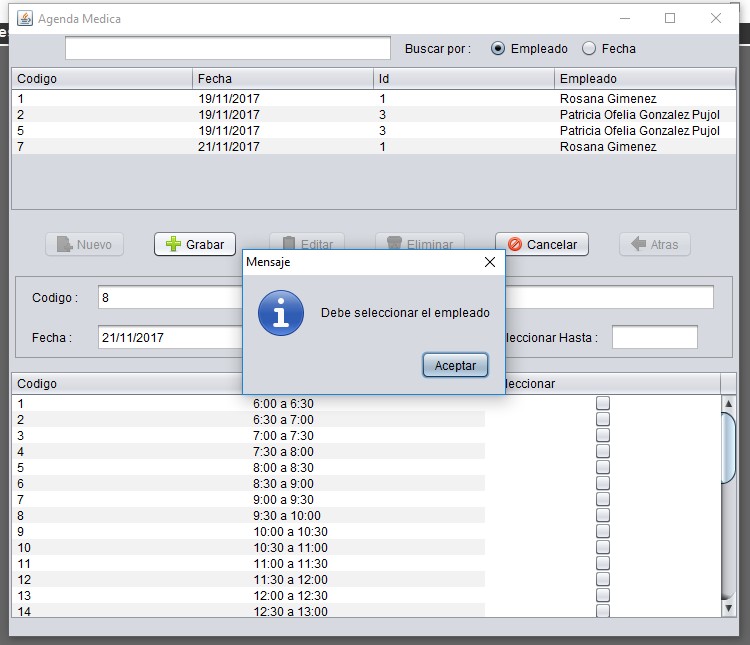 Agenda Medica
Buscar por : Empleado Fecha
Codigo Fecha Id Empleado
1 19/11/2017 1 Rosana Gimenez
2 19/11/2017 3 Patricia Ofelia Gonzalez Pujol
5 19/11/2017 3 Patricia Ofelia Gonzalez Pujol
7 21/11/2017 1 Rosana Gimenez
Nuevo Grabar Editar Eliminar Cancelar Atras
Mensaje
Debe seleccionar el empleado
Aceptar
Codigo : 8
Fecha : 21/11/2017 leccionar Hasta :
Codigo leccionar
1 6:00 a 6:30
2 6:30 a 7:00
3 7:00 a 7:30
4 7:30 a 8:00
5 8:00 a 8:30
6 8:30 a 9:00
7 9:00 a 9:30
8 9:30 a 10:00
9 10:00 a 10:30
10 10:30 a 11:00
11 11:00 a 11:30
12 11:30 a 12:00
13 12:00 a 12:30
14 12:30 a 13:00